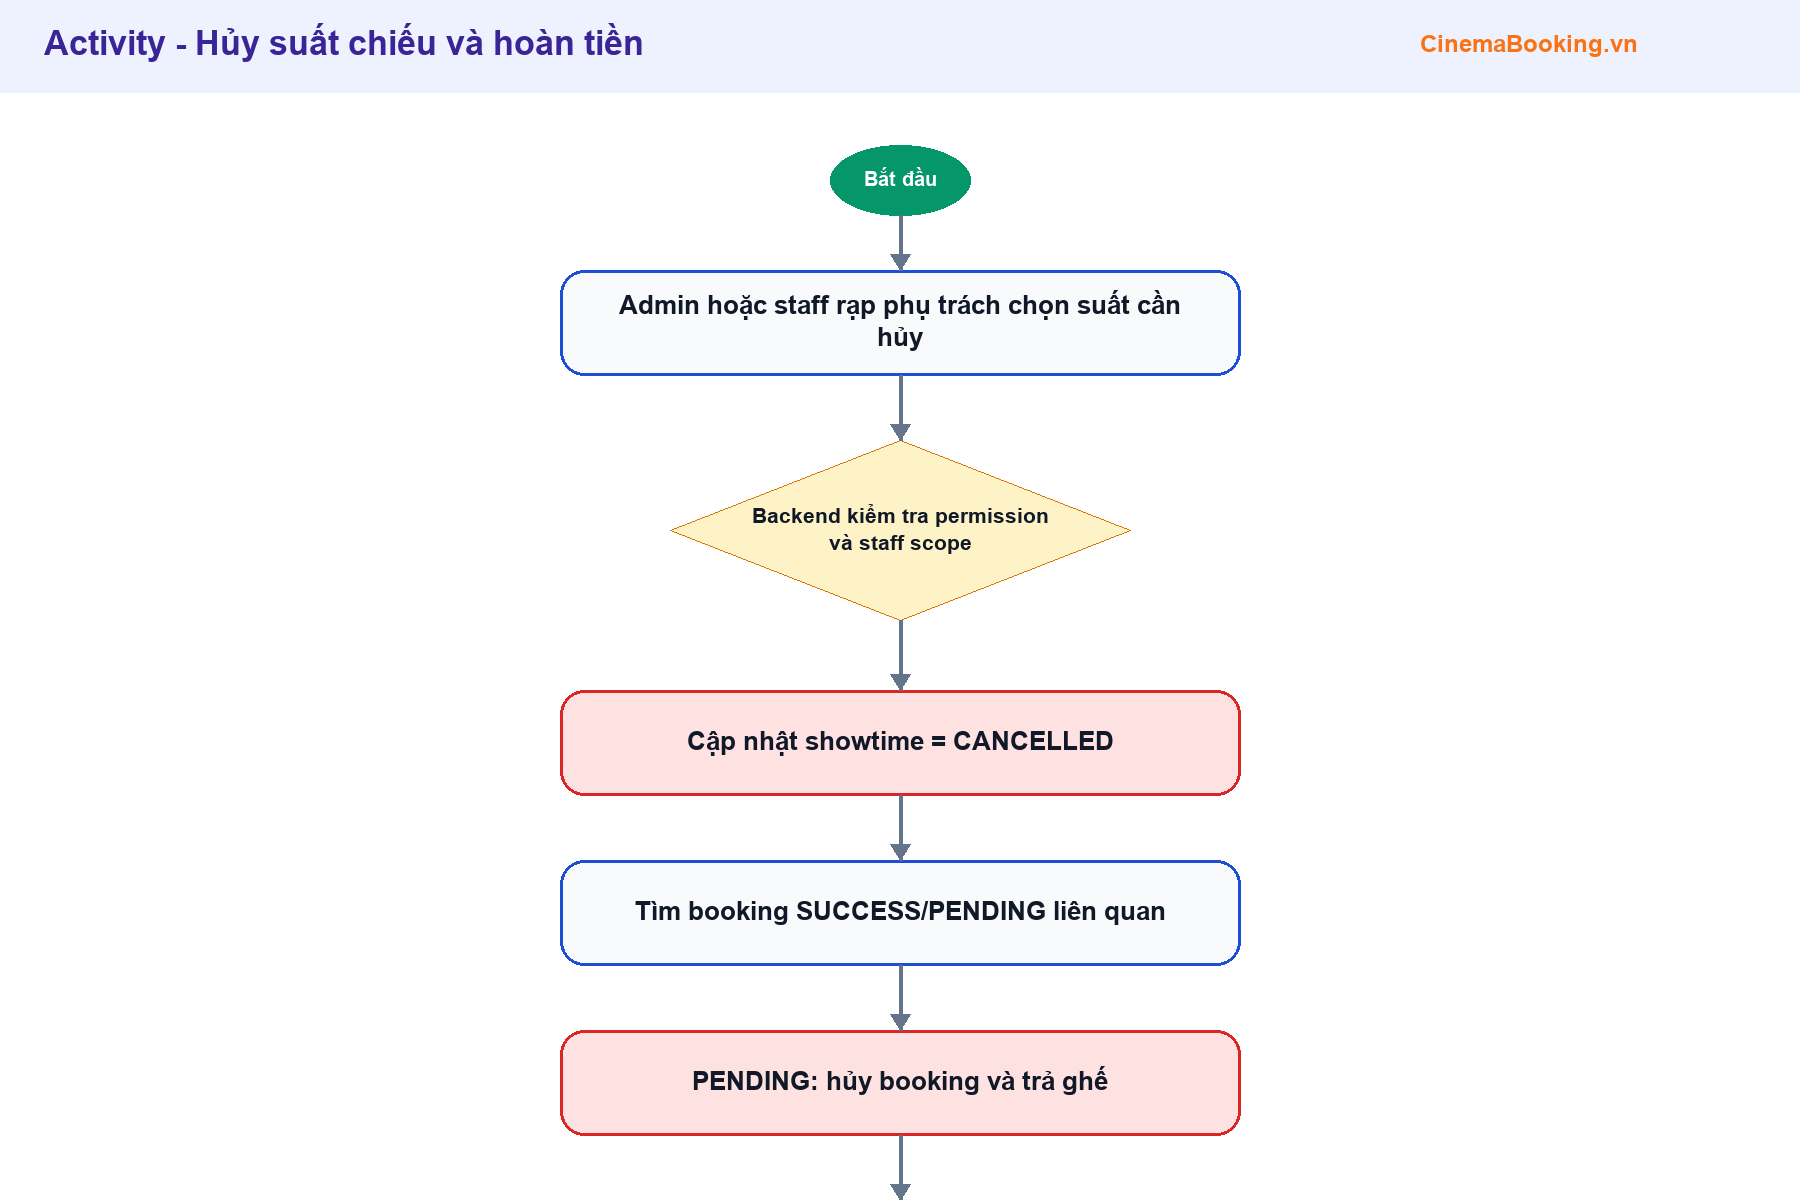 Activity - Hủy suất chiếu và hoàn tiền
CinemaBooking.vn
Bắt đầu
Admin hoặc staff rạp phụ trách chọn suất cần
hủy
Backend kiểm tra permission
và staff scope
Cập nhật showtime = CANCELLED
Tìm booking SUCCESS/PENDING liên quan
PENDING: hủy booking và trả ghế